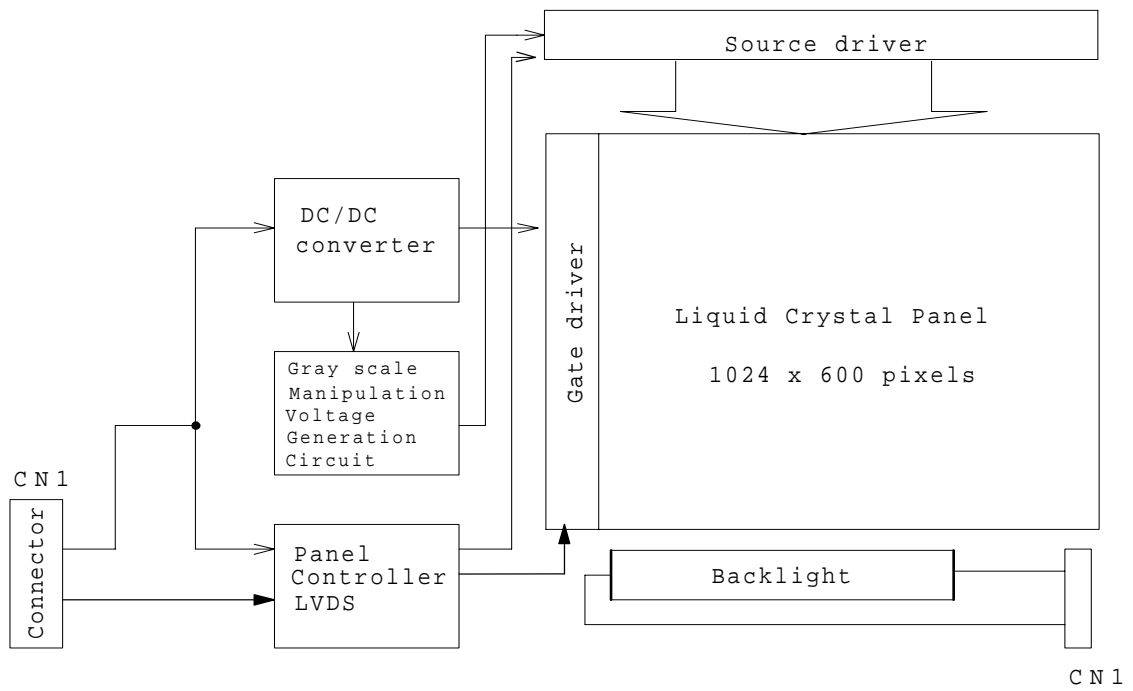 Source driver
DC/DC
converter
Gate driver
Liquid Crystal Panel
1024 x 600 pixels
Gray scale
Manipulation
Voltage
Generation
Circuit
CN1
Connector
Panel
Controller
LVDS
Backlight
CN1